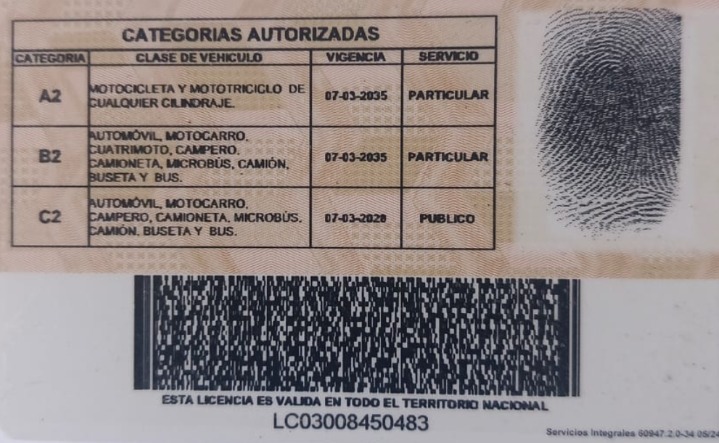 CATEGORIAS AUTORIZADAS
CATEGORIA CLASE DE VEHICULO VIGENCIA SERVICIO
A2 MOTOCICLETA Y MOTOTRICICLO DE CUALQUIER CILINDRAJE. 07-03-2035 PARTICULAR
B2 AUTOMÓVIL, MOTOCARRO, CUATRIMOTO, CAMPERO, CAMIONETA, MICROBÚS, CAMIÓN, BUSETA Y BUS. 07-03-2035 PARTICULAR
C2 AUTOMÓVIL, MOTOCARRO, CAMPERO, CAMIONETA, MICROBÚS, CAMIÓN, BUSETA Y BUS. 07-03-2028 PUBLICO
ESTA LICENCIA ES VALIDA EN TODO EL TERRITORIO NACIONAL
LC03008450483
Servicios Integrales